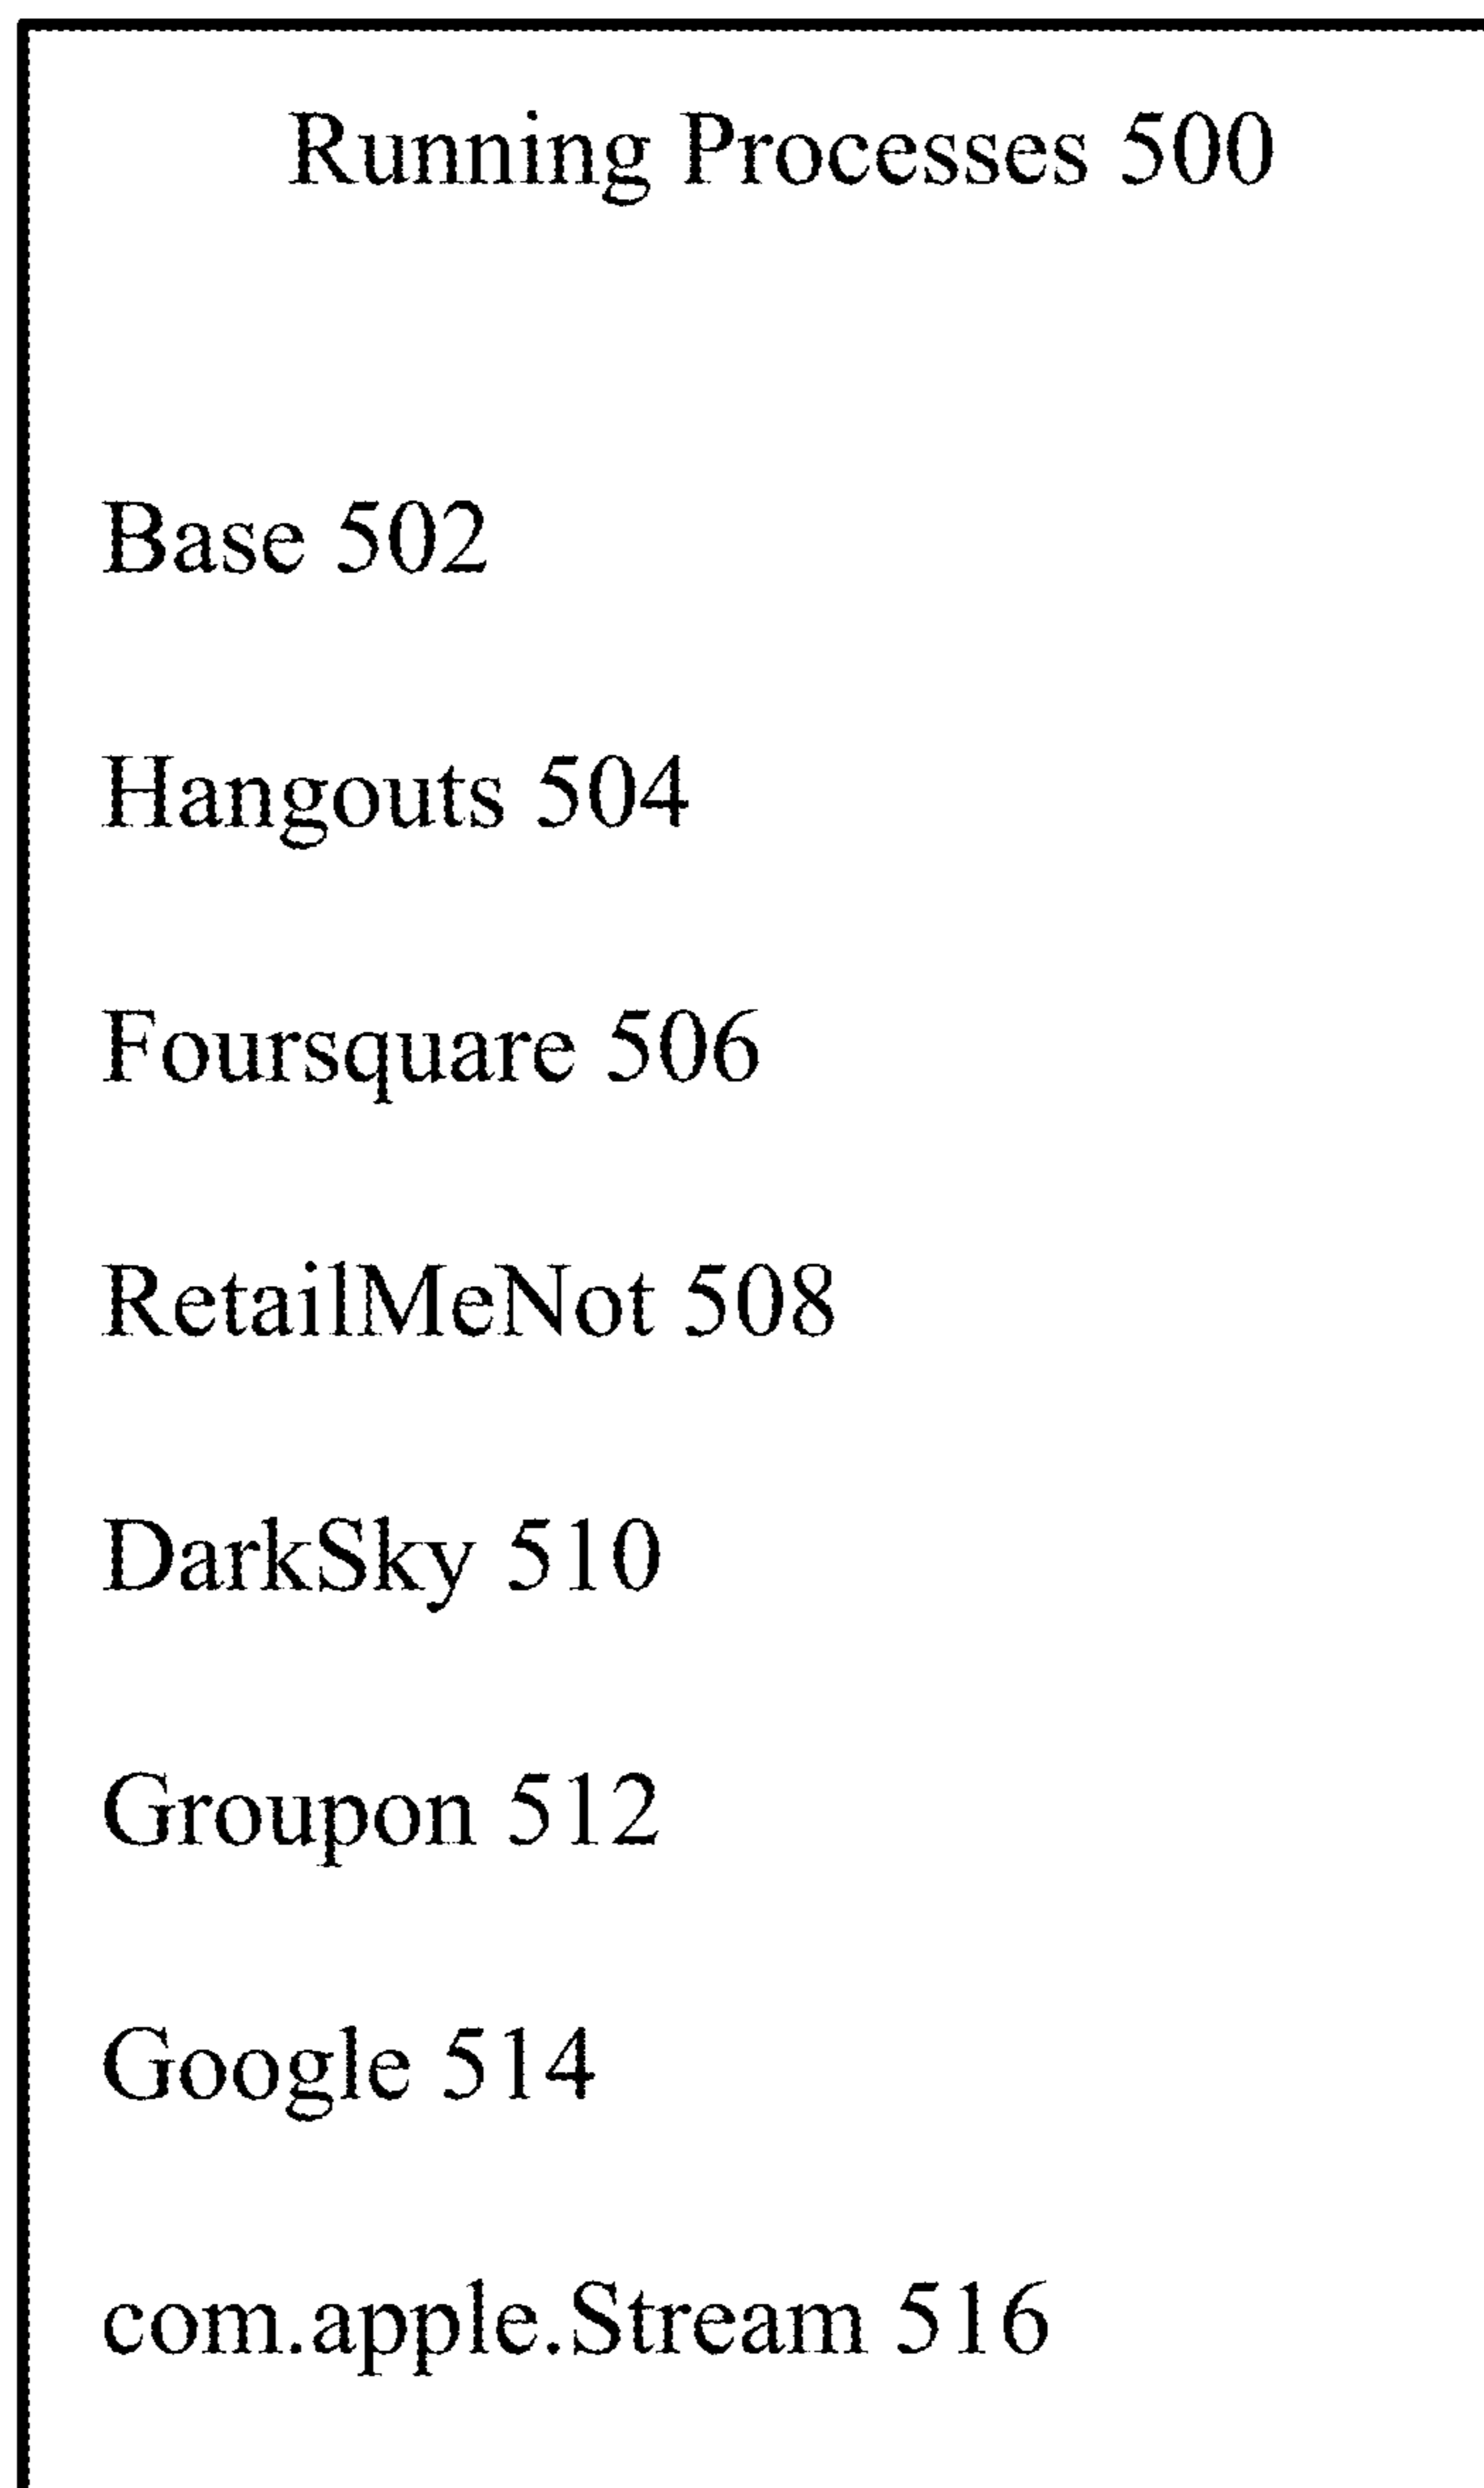 Running Processes 500
Base 502
Hangouts 504
Foursquare 506
RetailMeNot 508
DarkSky 510
Groupon 512
Google 514
com.apple.Stream 516